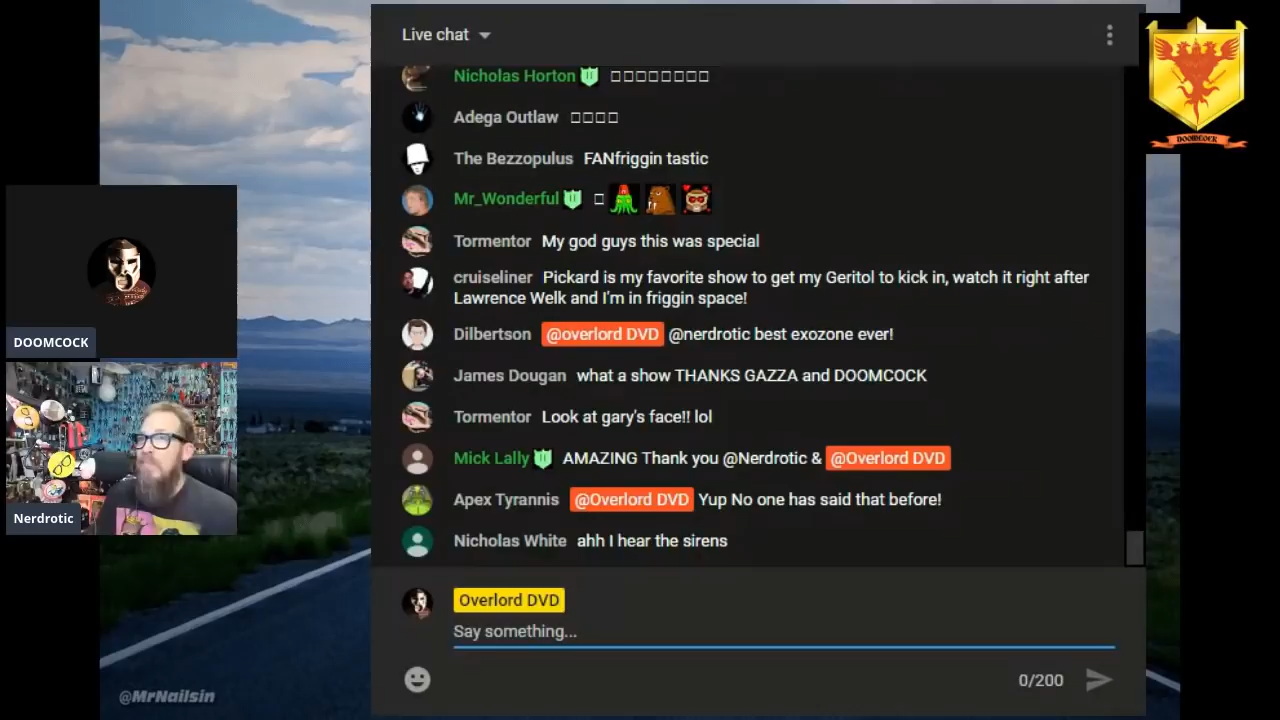 Live chat
Nicholas Horton □□□□□□□□
Adega Outlaw □□□□
The Bezzopulus FANfriggin tastic
Mr_Wonderful □
Tormentor My god guys this was special
cruiseliner Pickard is my favorite show to get my Geritol to kick in, watch it right after
Lawrence Welk and I'm in friggin space!
Dilbertson @overlord DVD @nerdrotic best exozone ever!
James Dougan what a show THANKS GAZZA and DOOMCOCK
Tormentor Look at gary's face!! lol
Mick Lally AMAZING Thank you @Nerdrotic & @Overlord DVD
Apex Tyrannis @Overlord DVD Yup No one has said that before!
Nicholas White ahh I hear the sirens
Overlord DVD
Say something...
0/200
DOOMCOCK
Nerdrotic
DOOMCOCK
@MrNailsin